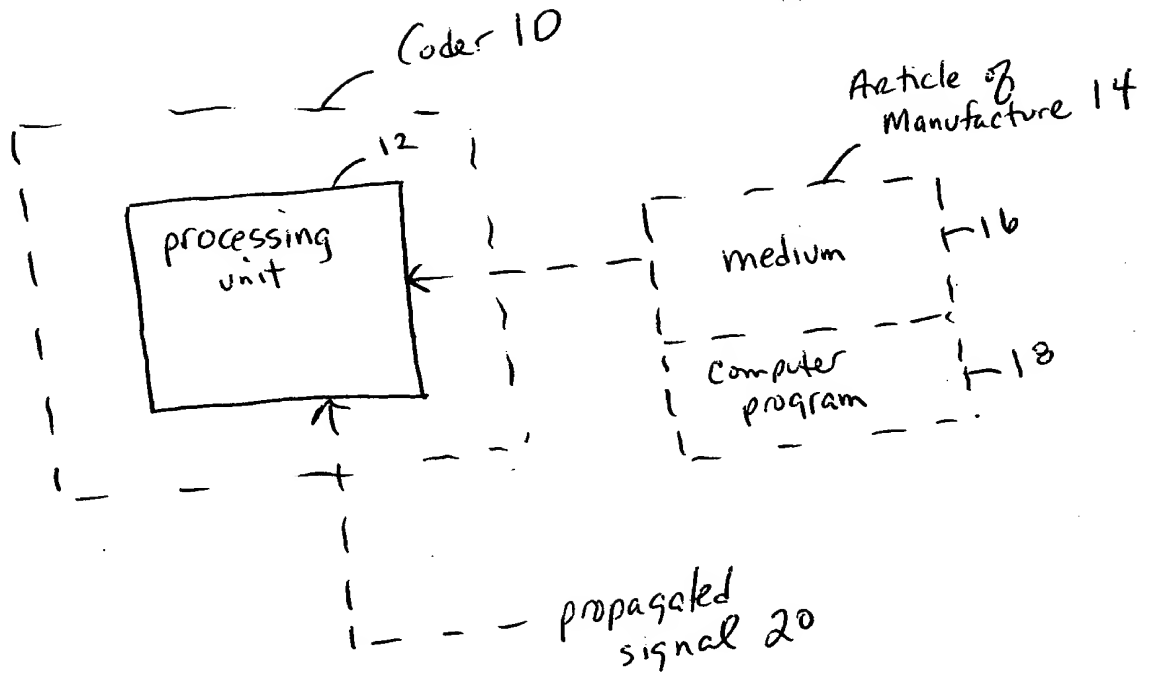 Coder 10
12
processing
unit
Article of
Manufacture 14
medium
16
computer
program
18
propagated
signal 20